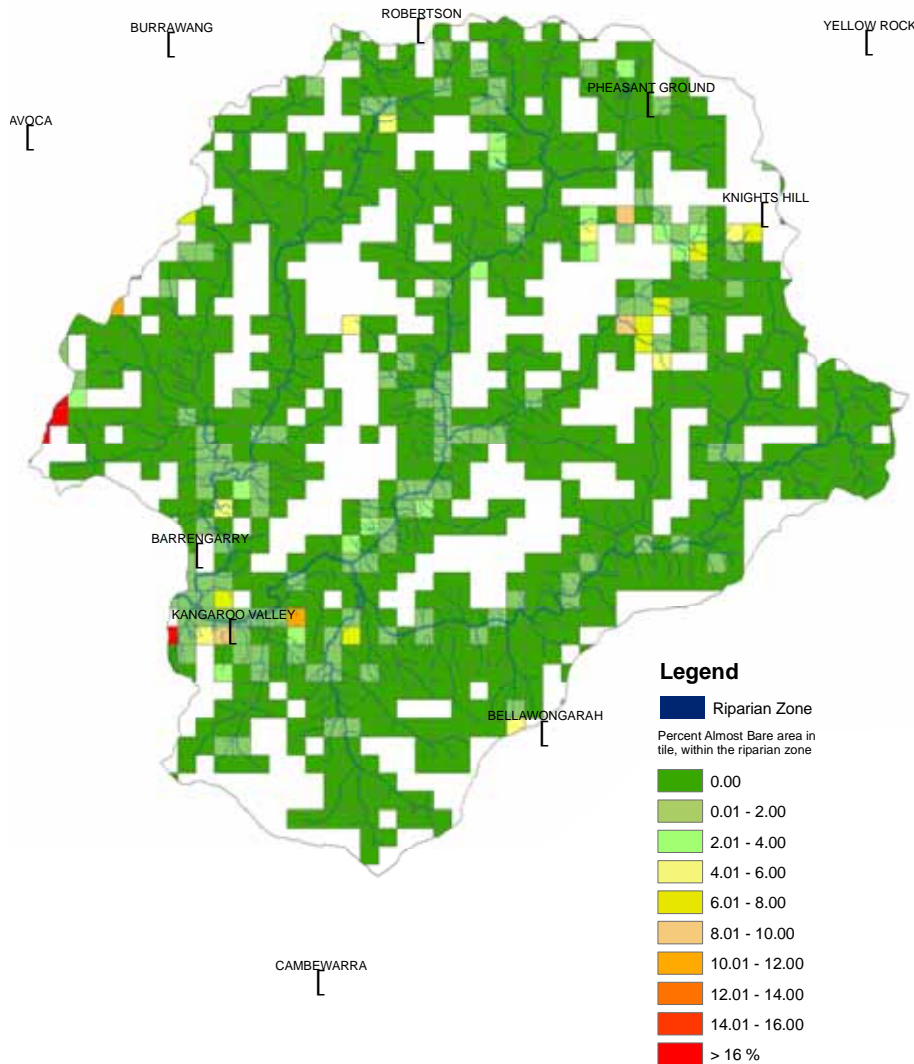 ROBERTSON
BURRAWANG
YELLOW ROCK
PHEASANT GROUND
AVOCA
KNIGHTS HILL
BARRENGARRY
KANGAROO VALLEY
BELLAWONGARAH
CAMBEWARRA
Legend
Riparian Zone
Percent Almost Bare area in
tile, within the riparian zone
0.00
0.01 - 2.00
2.01 - 4.00
4.01 - 6.00
6.01 - 8.00
8.01 - 10.00
10.01 - 12.00
12.01 - 14.00
14.01 - 16.00
> 16 %